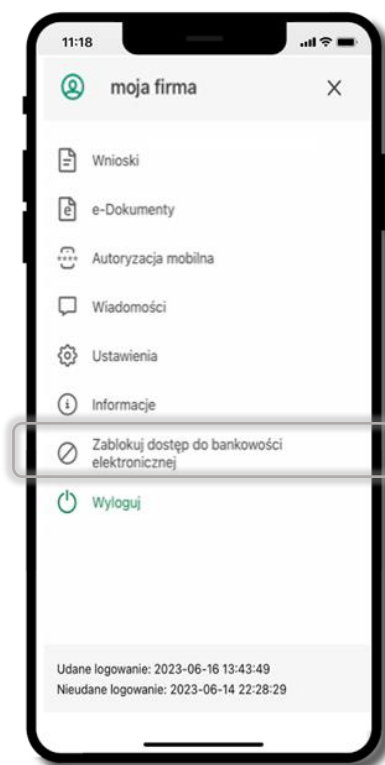 11:18
moja firma
Wnioski
e-Dokumenty
Autoryzacja mobilna
Wiadomości
Ustawienia
Informacje
Zablokuj dostęp do bankowości
elektronicznej
Wyloguj
Udane logowanie: 2023-06-16 13:43:49
Nieudane logowanie: 2023-06-14 22:28:29